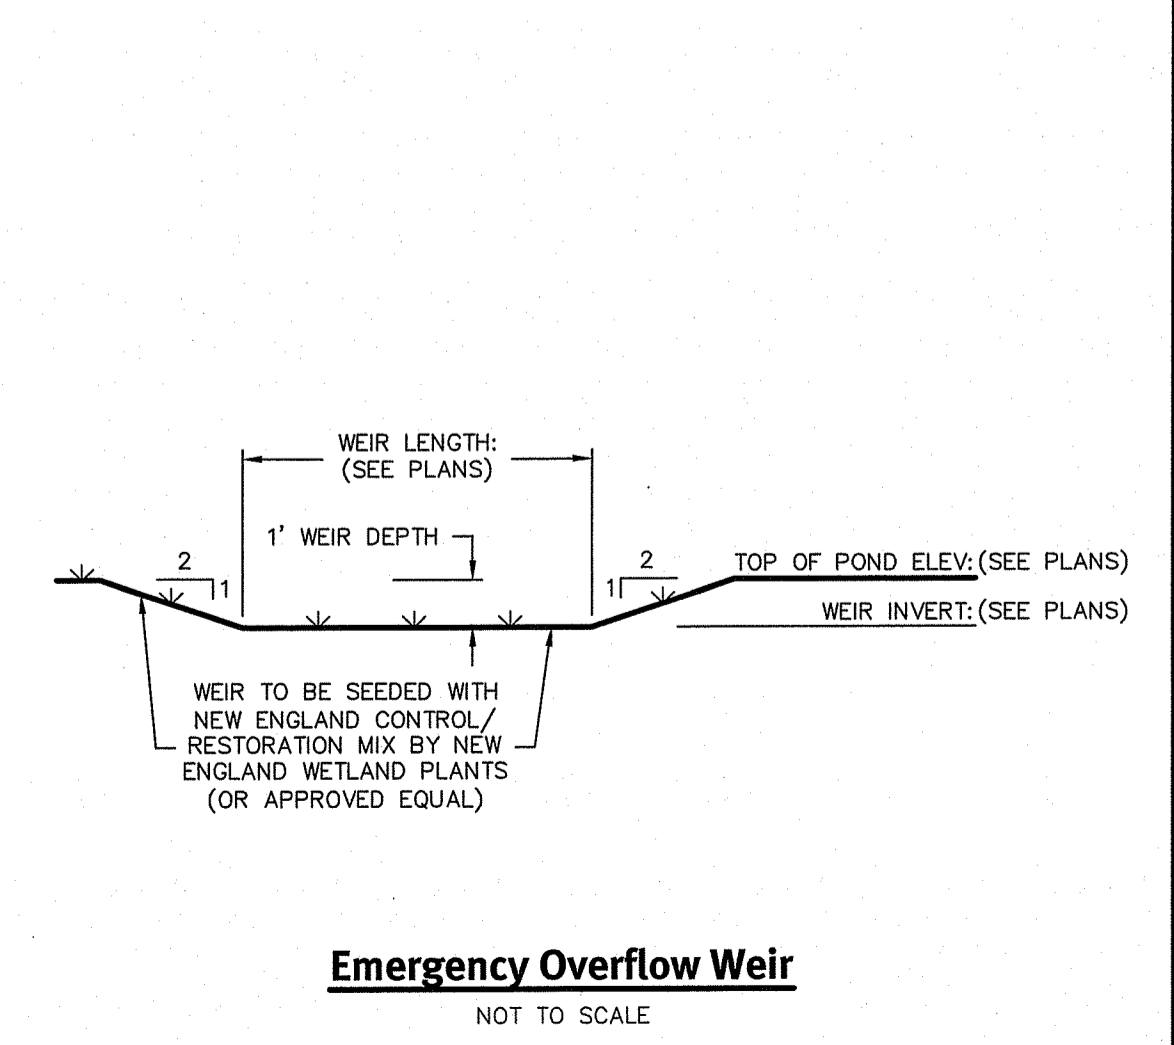 WEIR LENGTH:
(SEE PLANS)
1' WEIR DEPTH
2
1
2
1
TOP OF POND ELEV: (SEE PLANS)
WEIR INVERT: (SEE PLANS)
WEIR TO BE SEEDED WITH
NEW ENGLAND CONTROL/
RESTORATION MIX BY NEW
ENGLAND WETLAND PLANTS
(OR APPROVED EQUAL)
Emergency Overflow Weir
NOT TO SCALE